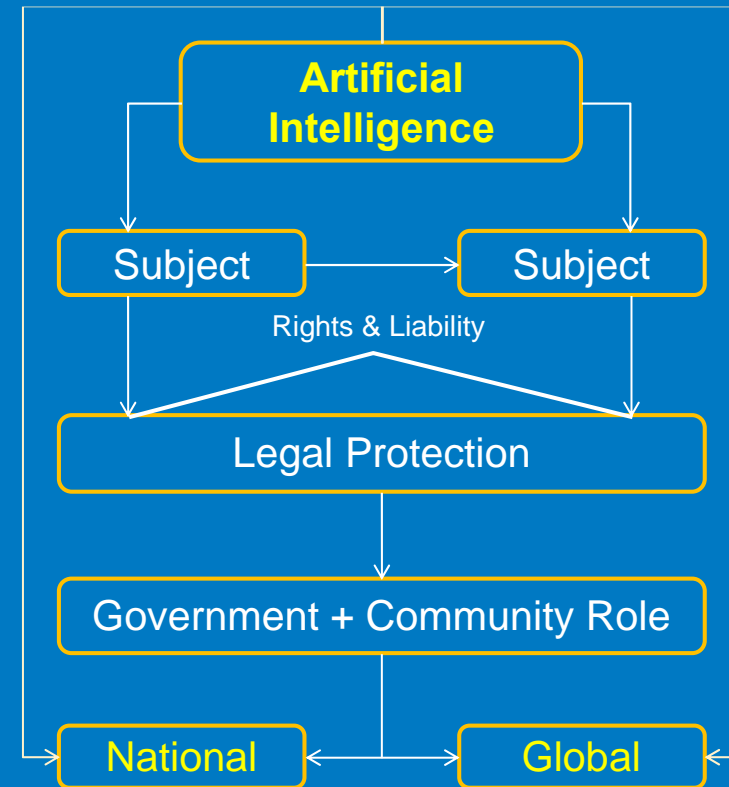 Artificial
Intelligence
Subject
Subject
Rights & Liability
Legal Protection
Government + Community Role
National
Global